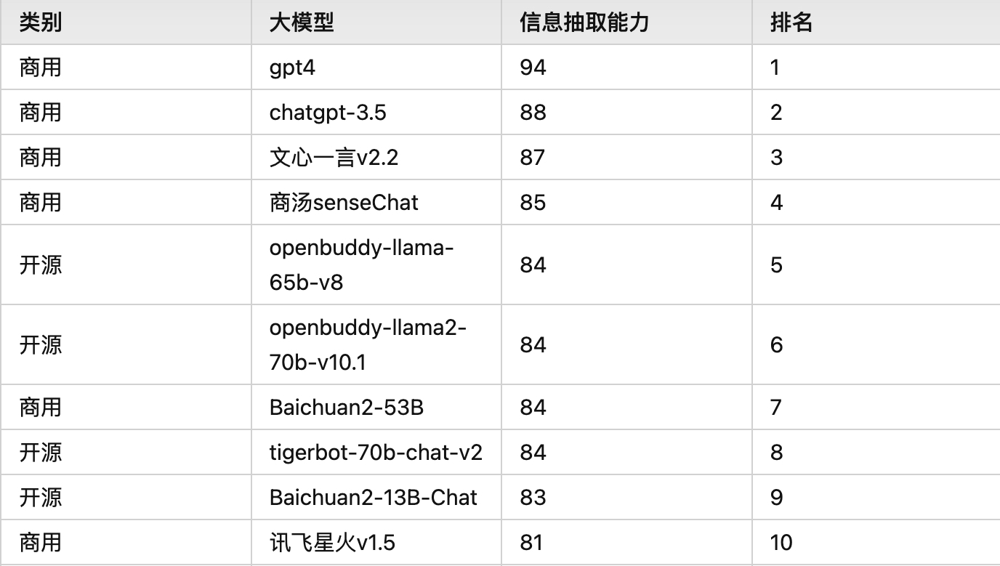 类别 大模型 信息抽取能力 排名
商用 gpt4 94 1
商用 chatgpt-3.5 88 2
商用 文心一言v2.2 87 3
商用 商汤senseChat 85 4
开源 openbuddy-llama-
65b-v8 84 5
开源 openbuddy-llama2-
70b-v10.1 84 6
商用 Baichuan2-53B 84 7
开源 tigerbot-70b-chat-v2 84 8
开源 Baichuan2-13B-Chat 83 9
商用 讯飞星火v1.5 81 10